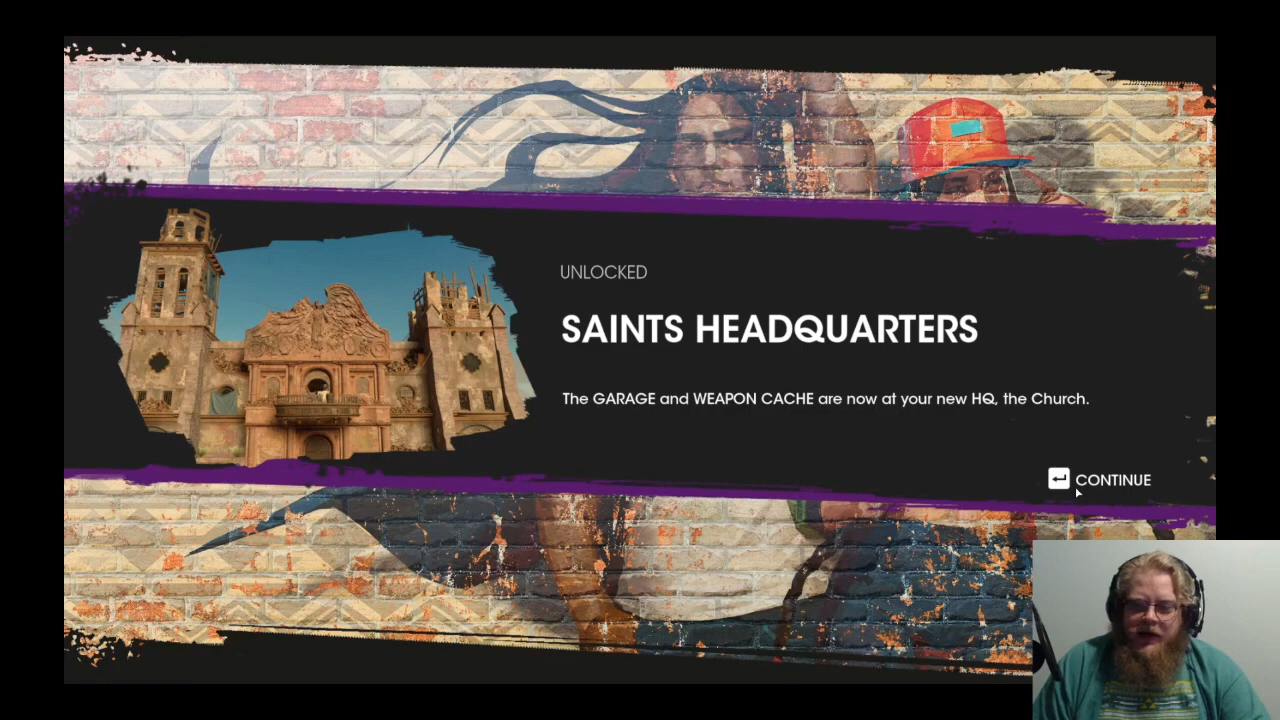 UNLOCKED
SAINTS HEADQUARTERS
The GARAGE and WEAPON CACHE are now at your new HQ, the Church.
CONTINUE